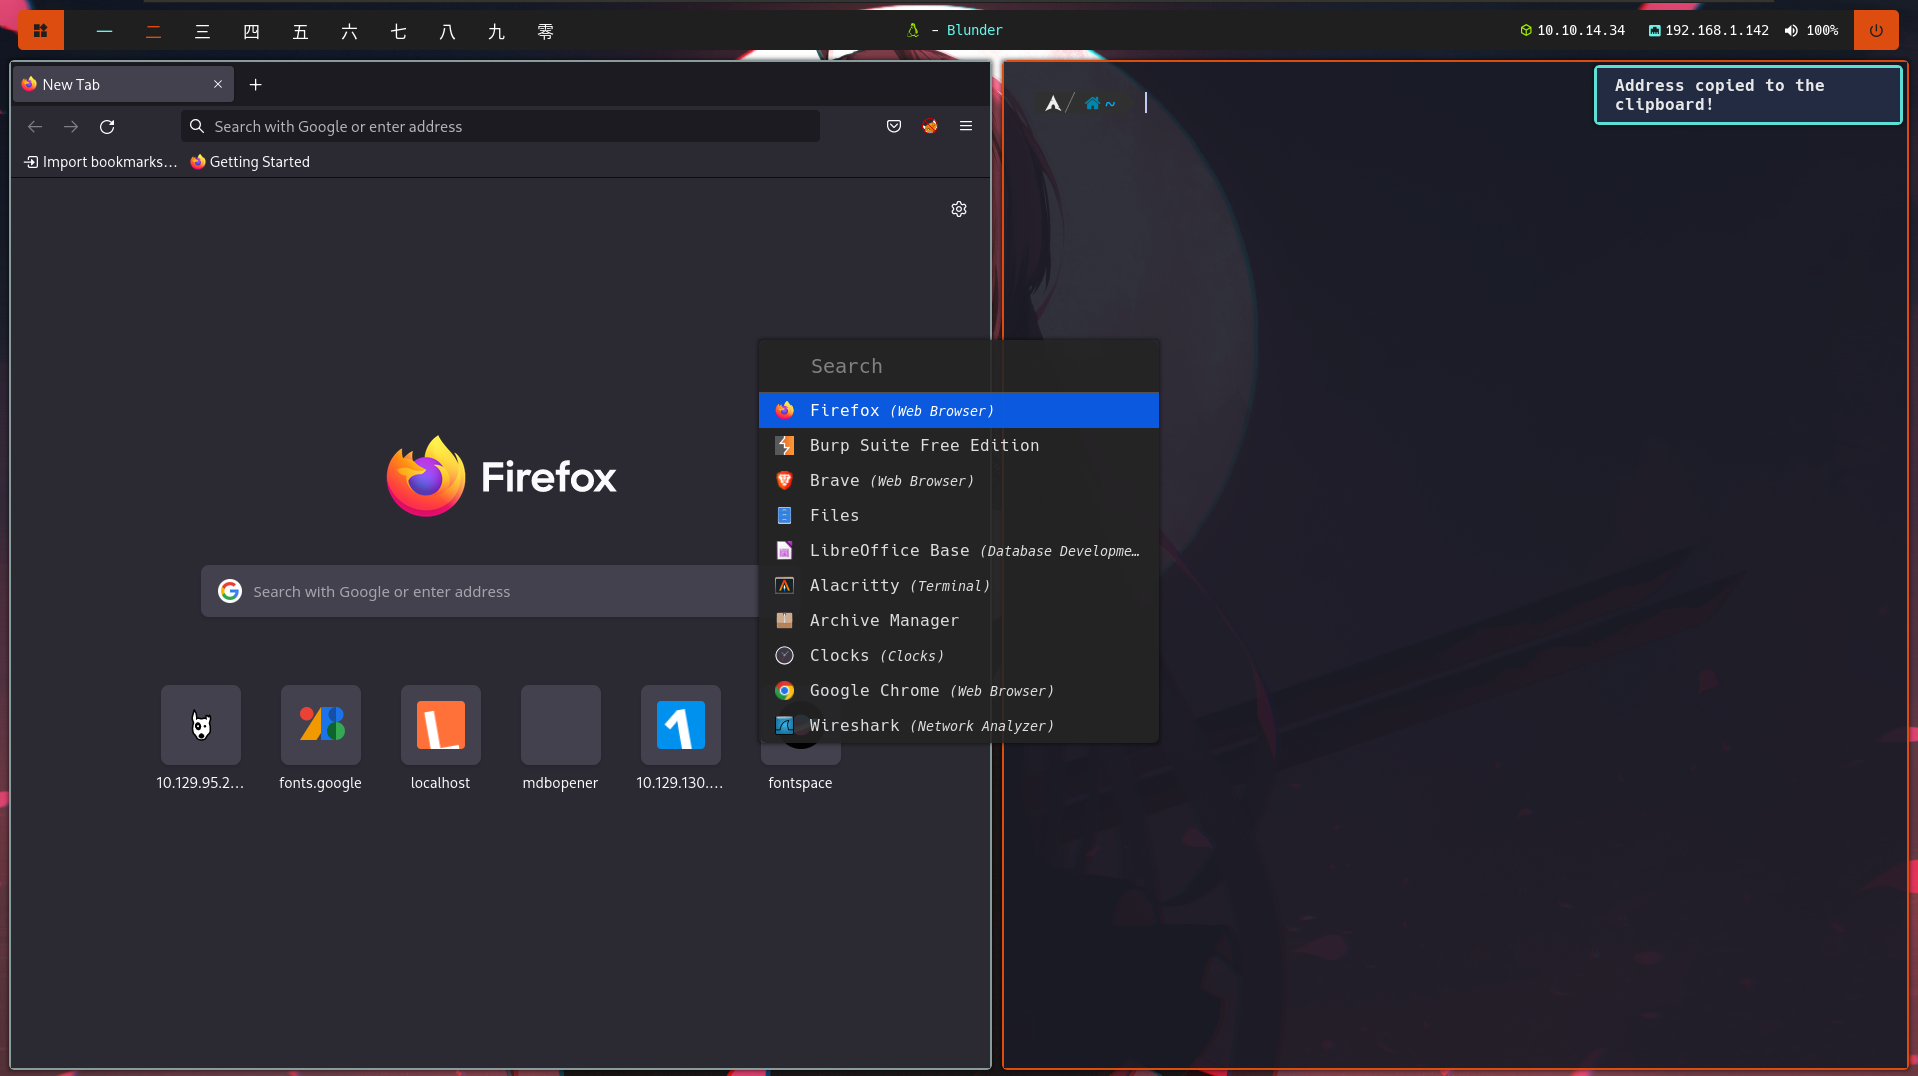 一 二 三 四 五 六 七 八 九 零
- Blunder
10.10.14.34 192.168.1.142 100%
New Tab
Search with Google or enter address
Import bookmarks... Getting Started
~
Address copied to the
clipboard!
Firefox
Search with Google or enter address
10.129.95.2...
fonts.google
localhost
mdbopener
10.129.130....
fontspace
Search
Firefox (Web Browser)
Burp Suite Free Edition
Brave (Web Browser)
Files
LibreOffice Base (Database Developme…
Alacritty (Terminal)
Archive Manager
Clocks (Clocks)
Google Chrome (Web Browser)
Wireshark (Network Analyzer)